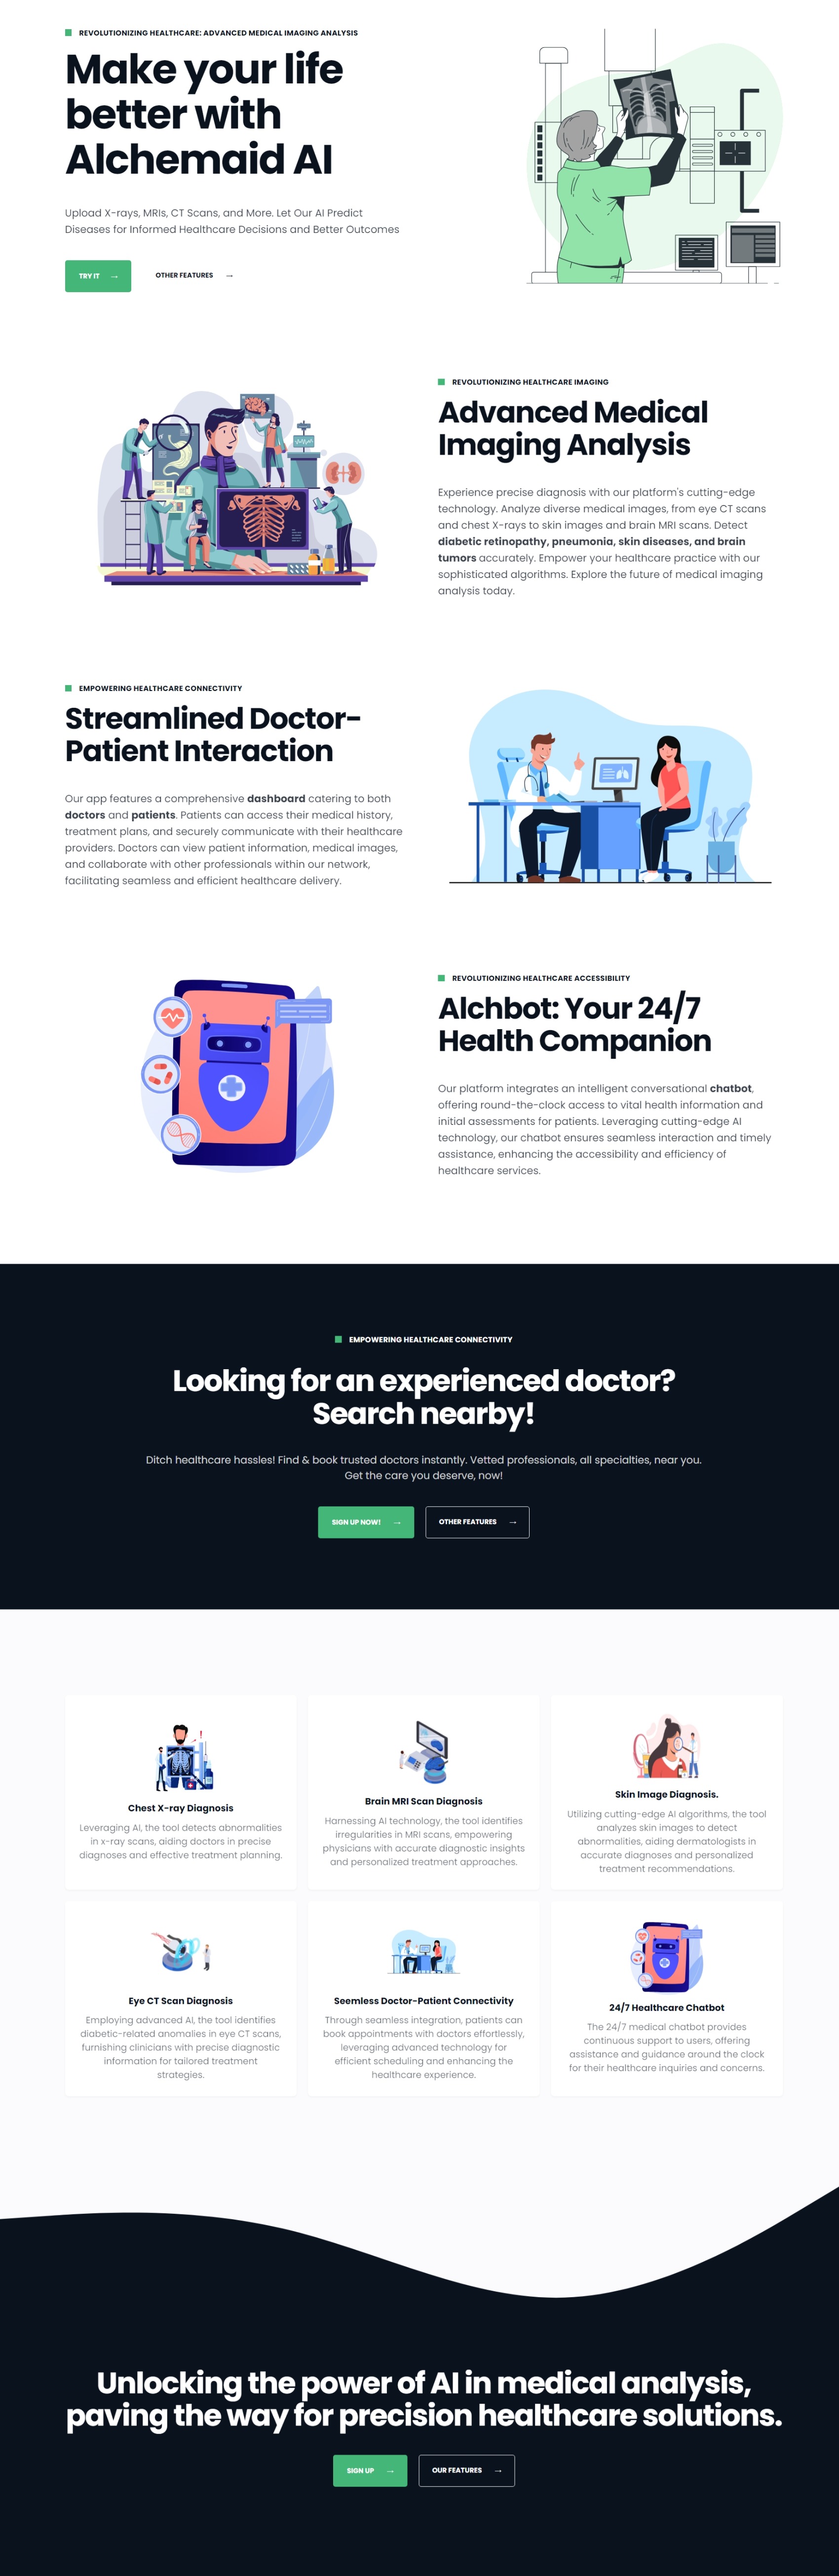 REVOLUTIONIZING HEALTHCARE: ADVANCED MEDICAL IMAGING ANALYSIS
Make your life
better with
Alchemaid AI
Upload X-rays, MRIs, CT Scans, and More. Let Our AI Predict
Diseases for Informed Healthcare Decisions and Better Outcomes
TRY IT →
OTHER FEATURES →
REVOLUTIONIZING HEALTHCARE IMAGING
Advanced Medical
Imaging Analysis
Experience precise diagnosis with our platform's cutting-edge
technology. Analyze diverse medical images, from eye CT scans
and chest X-rays to skin images and brain MRI scans. Detect
diabetic retinopathy, pneumonia, skin diseases, and brain
tumors accurately. Empower your healthcare practice with our
sophisticated algorithms. Explore the future of medical imaging
analysis today.
EMPOWERING HEALTHCARE CONNECTIVITY
Streamlined Doctor-
Patient Interaction
Our app features a comprehensive dashboard catering to both
doctors and patients. Patients can access their medical history,
treatment plans, and securely communicate with their healthcare
providers. Doctors can view patient information, medical images,
and collaborate with other professionals within our network,
facilitating seamless and efficient healthcare delivery.
REVOLUTIONIZING HEALTHCARE ACCESSIBILITY
Alchbot: Your 24/7
Health Companion
Our platform integrates an intelligent conversational chatbot,
offering round-the-clock access to vital health information and
initial assessments for patients. Leveraging cutting-edge AI
technology, our chatbot ensures seamless interaction and timely
assistance, enhancing the accessibility and efficiency of
healthcare services.
EMPOWERING HEALTHCARE CONNECTIVITY
Looking for an experienced doctor?
Search nearby!
Ditch healthcare hassles! Find & book trusted doctors instantly. Vetted professionals, all specialties, near you.
Get the care you deserve, now!
SIGN UP NOW! →
OTHER FEATURES →
Chest X-ray Diagnosis
Leveraging AI, the tool detects abnormalities
in x-ray scans, aiding doctors in precise
diagnoses and effective treatment planning.
Brain MRI Scan Diagnosis
Harnessing AI technology, the tool identifies
irregularities in MRI scans, empowering
physicians with accurate diagnostic insights
and personalized treatment approaches.
Skin Image Diagnosis.
Utilizing cutting-edge AI algorithms, the tool
analyzes skin images to detect
abnormalities, aiding dermatologists in
accurate diagnoses and personalized
treatment recommendations.
Eye CT Scan Diagnosis
Employing advanced AI, the tool identifies
diabetic-related anomalies in eye CT scans,
furnishing clinicians with precise diagnostic
information for tailored treatment
strategies.
Seemless Doctor-Patient Connectivity
Through seamless integration, patients can
book appointments with doctors effortlessly,
leveraging advanced technology for
efficient scheduling and enhancing the
healthcare experience.
24/7 Healthcare Chatbot
The 24/7 medical chatbot provides
continuous support to users, offering
assistance and guidance around the clock
for their healthcare inquiries and concerns.
Unlocking the power of AI in medical analysis,
paving the way for precision healthcare solutions.
SIGN UP →
OUR FEATURES →